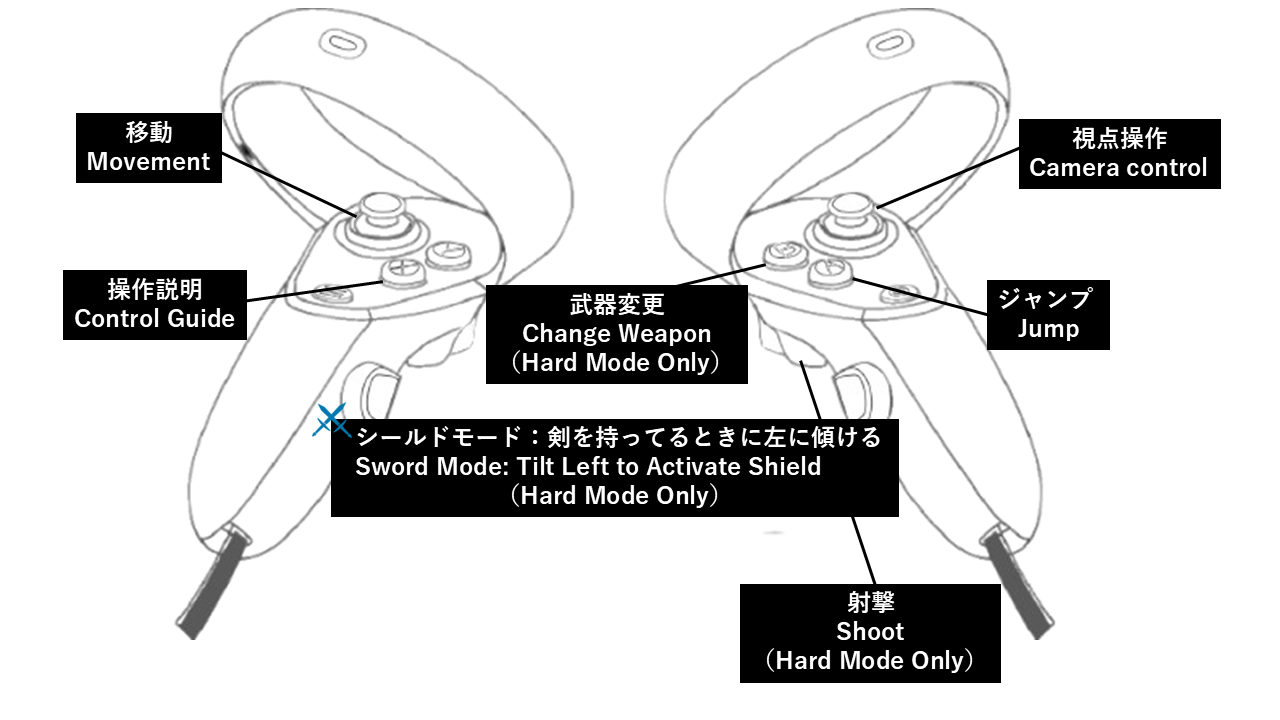 移動
Movement
視点操作
Camera control
操作説明
Control Guide
武器変更
Change Weapon
（Hard Mode Only）
ジャンプ
Jump
シールドモード：剣を持ってるときに左に傾ける
Sword Mode: Tilt Left to Activate Shield
（Hard Mode Only）
射撃
Shoot
（Hard Mode Only）